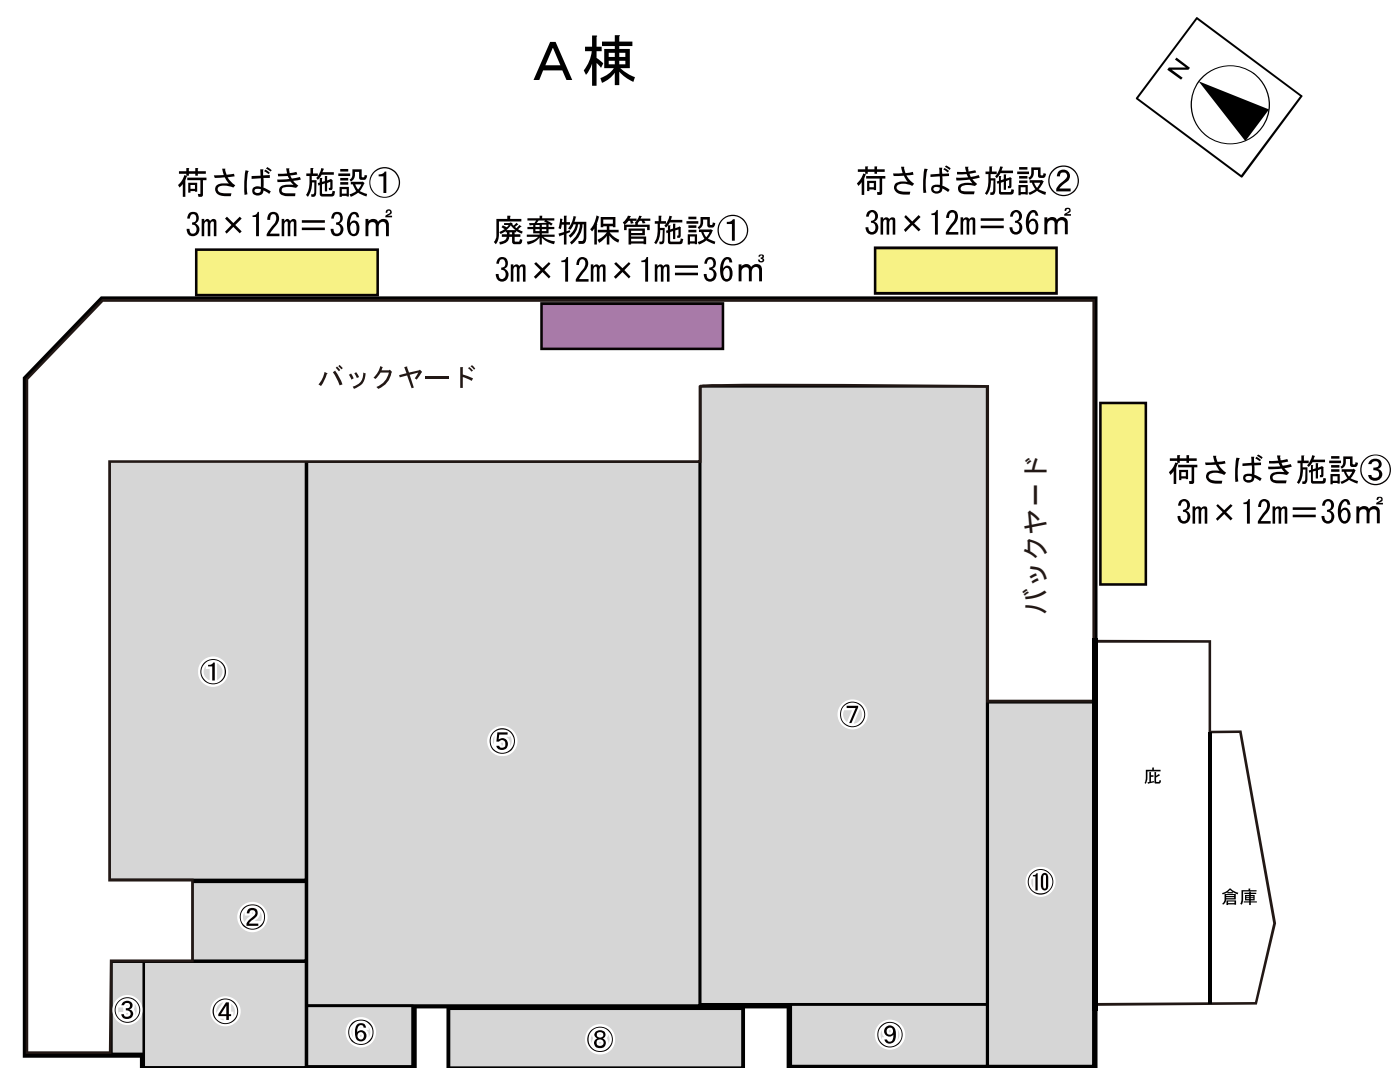 A棟
N
荷さばき施設①
3m×12m=36㎡
廃棄物保管施設①
3m×12m×1m=36㎥
荷さばき施設②
3m×12m=36㎡
バックヤード
バックヤード
荷さばき施設③
3m×12m=36㎡
①
⑤
⑦
庇
②
⑩
倉庫
③
④
⑥
⑧
⑨